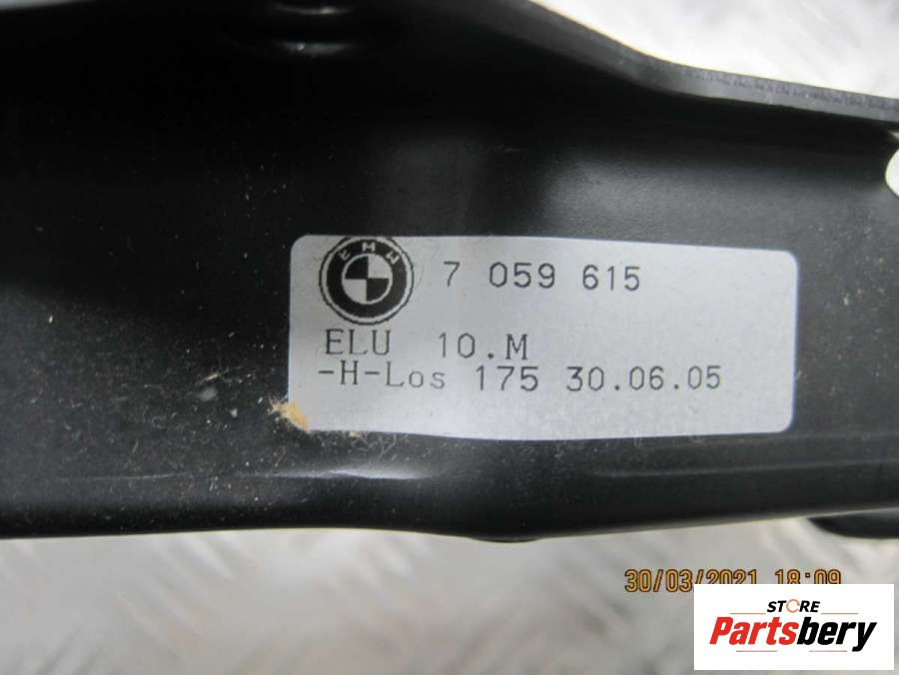 BMW
7 059 615
ELU 10.M
-H-Los 175 30.06.05
30/03/2021 18:09
STORE
Partsbery